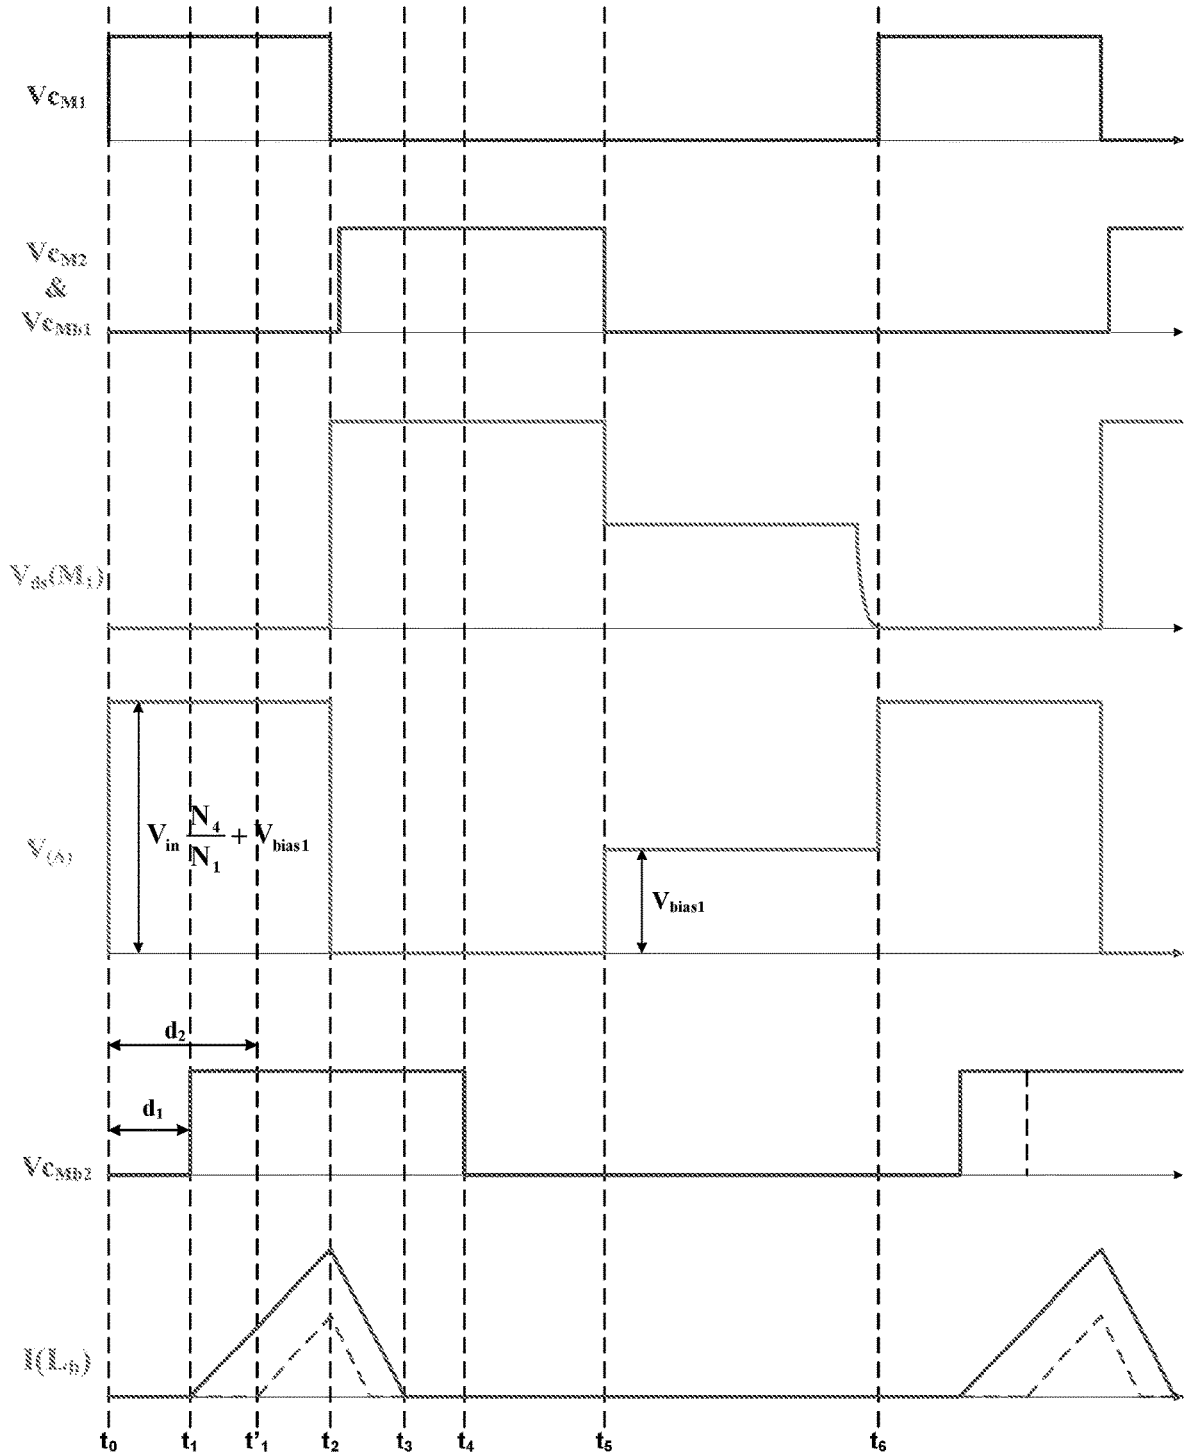 Vc_M1
Vc_M2
&
Vc_Mb1
V_ds(M_1)
V_in N_4/N_1 + V_bias1
V_(A)
V_bias1
d_2
d_1
Vc_Mb2
I(L_b)
t_0 t_1 t'_1 t_2 t_3 t_4 t_5 t_6